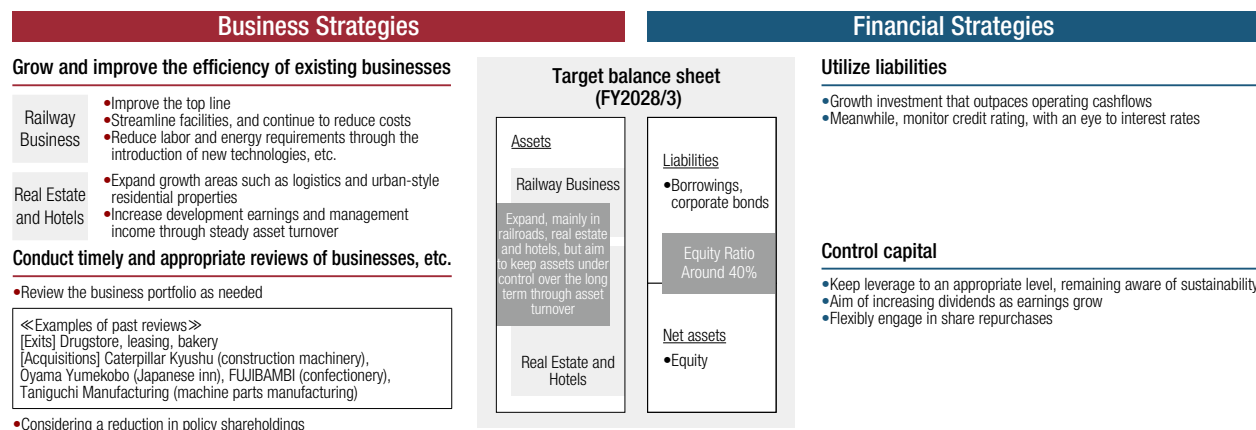 Business Strategies
Grow and improve the efficiency of existing businesses
Railway
Business
•Improve the top line
•Streamline facilities, and continue to reduce costs
•Reduce labor and energy requirements through the
introduction of new technologies, etc.
Real Estate
and Hotels
•Expand growth areas such as logistics and urban-style
residential properties
•Increase development earnings and management
income through steady asset turnover
Conduct timely and appropriate reviews of businesses, etc.
•Review the business portfolio as needed
≪Examples of past reviews≫
[Exits] Drugstore, leasing, bakery
[Acquisitions] Caterpillar Kyushu (construction machinery),
Oyama Yumekobo (Japanese inn), FUJIBAMBI (confectionery),
Taniguchi Manufacturing (machine parts manufacturing)
•Considering a reduction in policy shareholdings
Target balance sheet
(FY2028/3)
Assets
Railway Business
Expand, mainly in
railroads, real estate
and hotels, but aim
to keep assets under
control over the long
term through asset
turnover
Real Estate and
Hotels
Liabilities
•Borrowings,
corporate bonds
Equity Ratio
Around 40%
Net assets
•Equity
Financial Strategies
Utilize liabilities
•Growth investment that outpaces operating cashflows
•Meanwhile, monitor credit rating, with an eye to interest rates
Control capital
•Keep leverage to an appropriate level, remaining aware of sustainability
•Aim of increasing dividends as earnings grow
•Flexibly engage in share repurchases